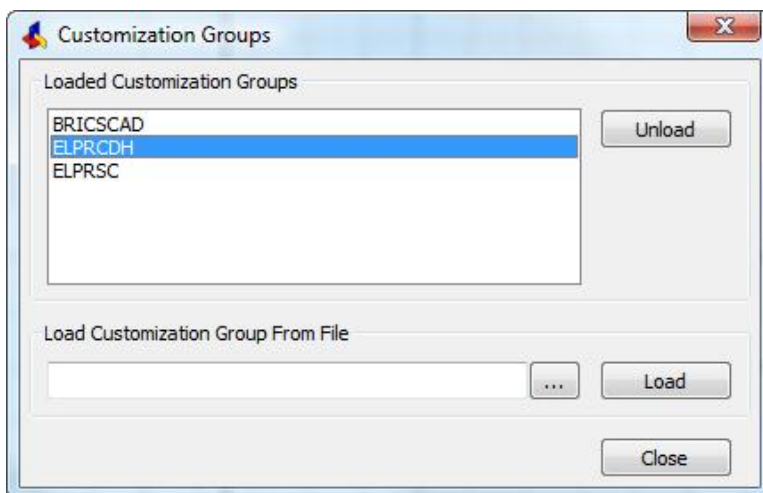 Customization Groups
Loaded Customization Groups
BRICSCAD
ELPRCDH
ELPRSC
Unload
Load Customization Group From File
...
Load
Close